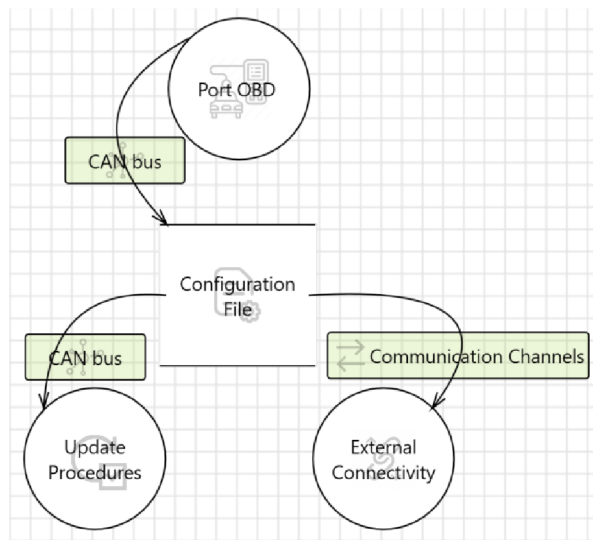 Port OBD
CAN bus
Configuration
File
CAN bus
Communication Channels
Update
Procedures
External
Connectivity